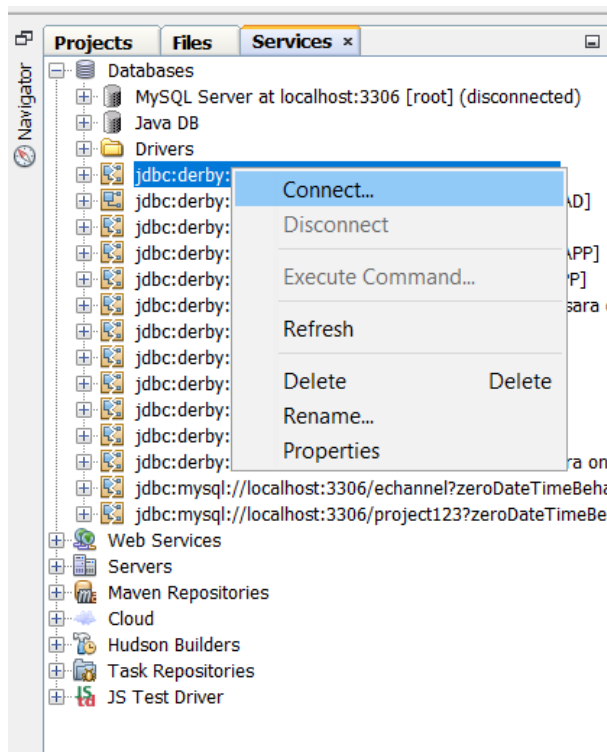 Projects Files Services ×
Navigator
Databases
MySQL Server at localhost:3306 [root] (disconnected)
Java DB
Drivers
jdbc:derby:
jdbc:derby: AD]
jdbc:derby:
jdbc:derby: APP]
jdbc:derby: PP]
jdbc:derby: sara
jdbc:derby:
jdbc:derby:
jdbc:derby:
jdbc:derby:
jdbc:derby:
jdbc:derby: ra on
jdbc:mysql://localhost:3306/echannel?zeroDateTimeBeha
jdbc:mysql://localhost:3306/project123?zeroDateTimeBe
Web Services
Servers
Maven Repositories
Cloud
Hudson Builders
Task Repositories
JS Test Driver
Connect...
Disconnect
Execute Command...
Refresh
Delete Delete
Rename...
Properties